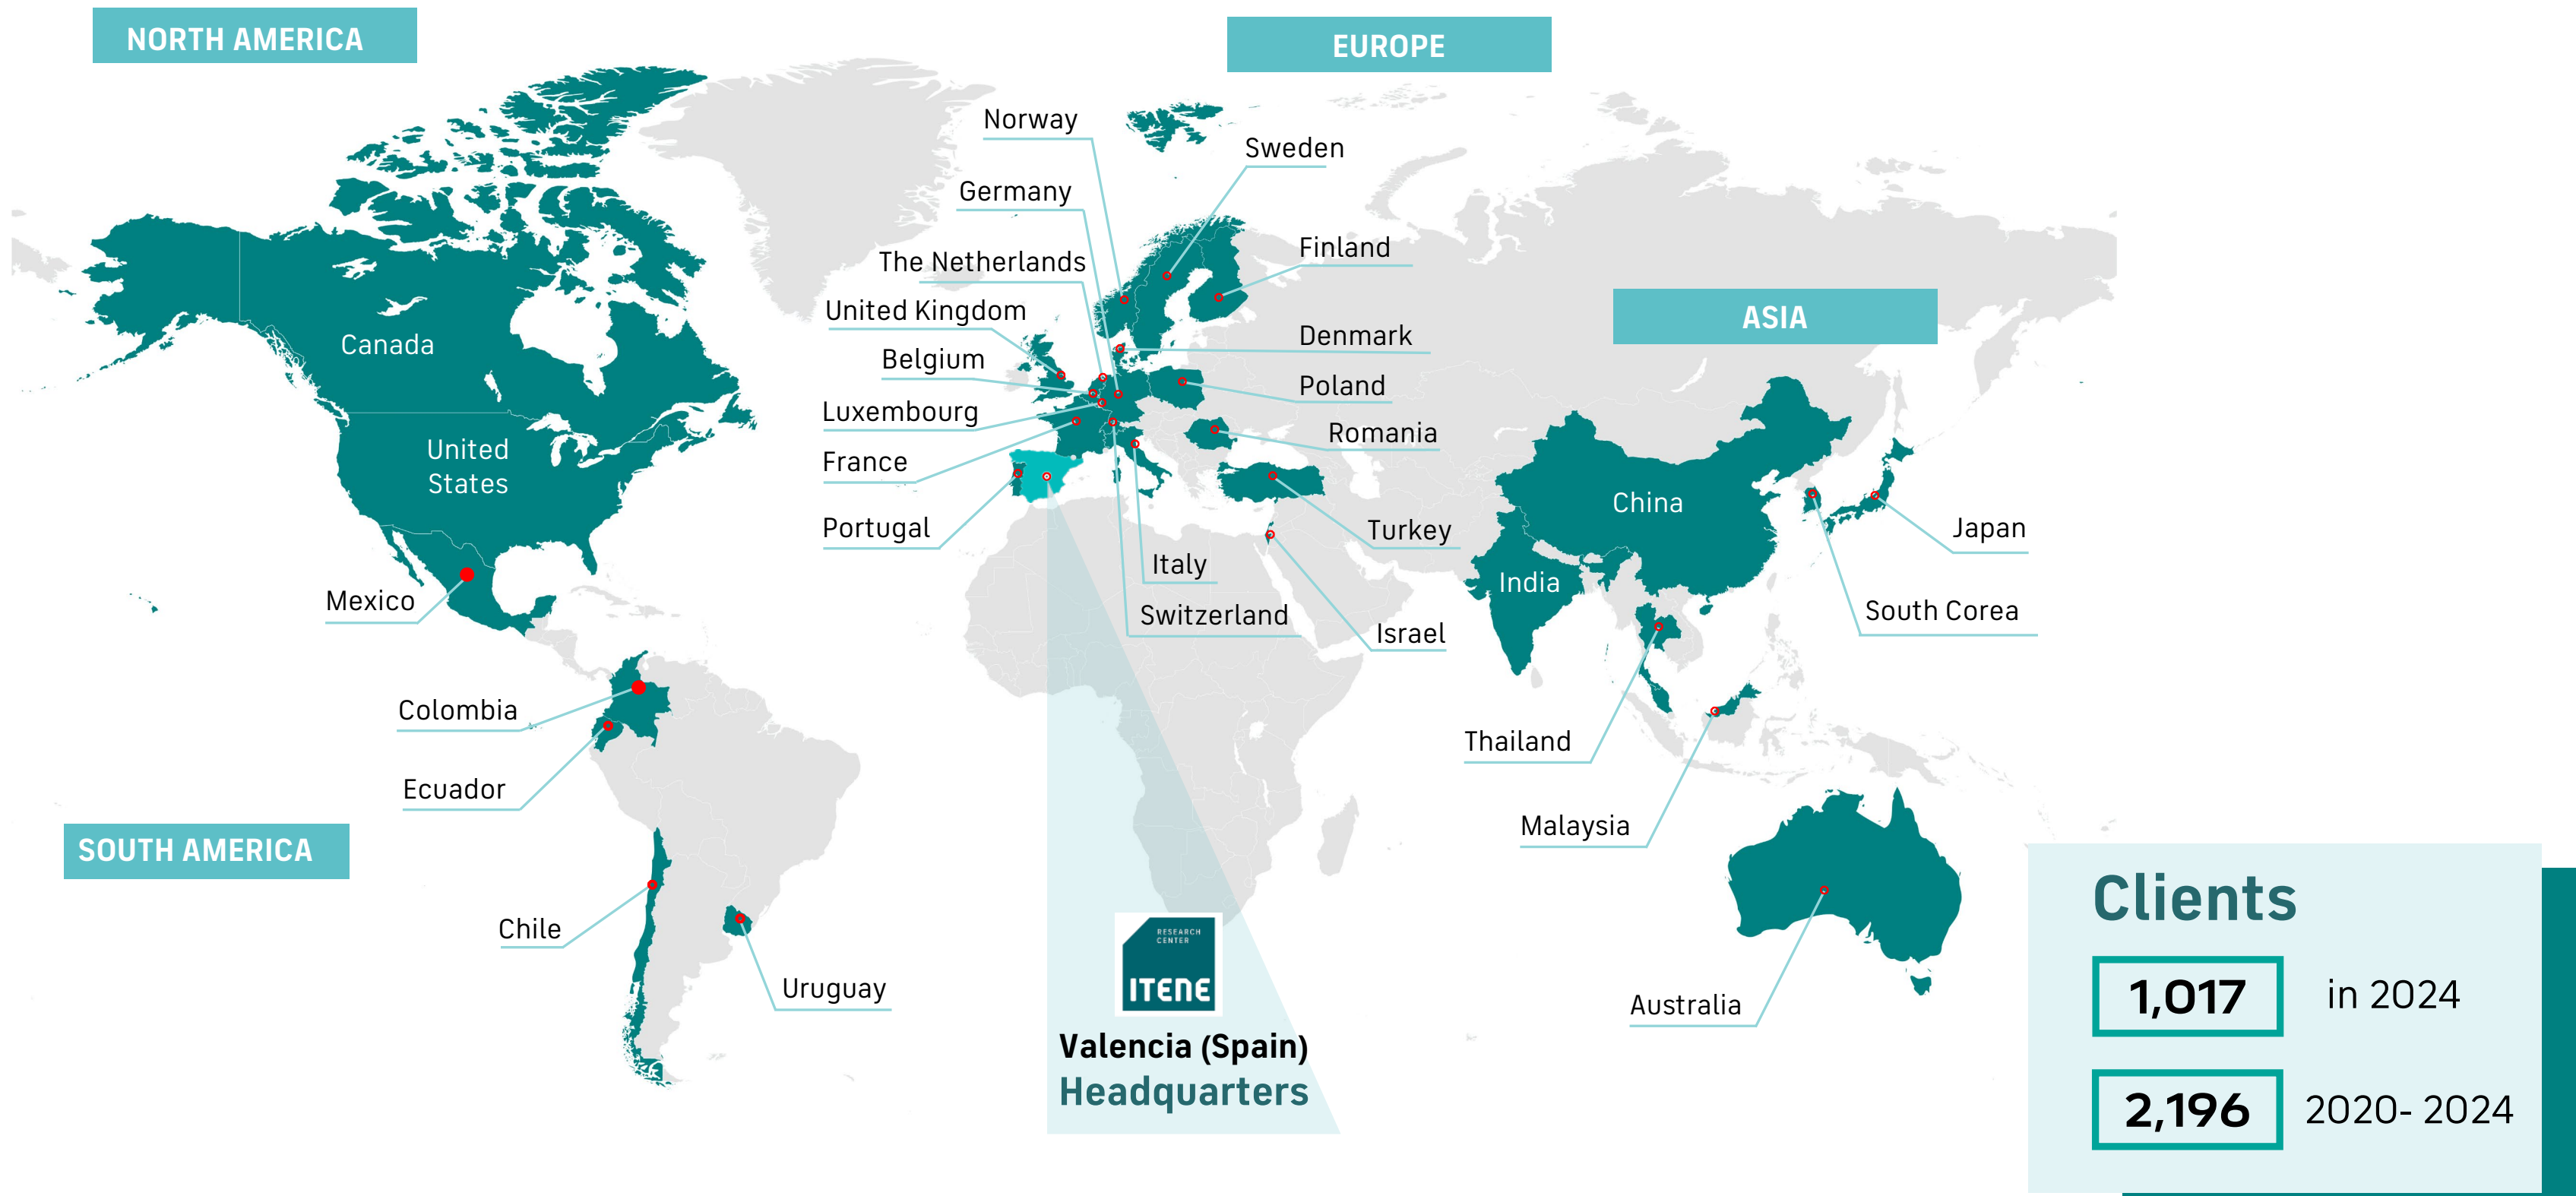 NORTH AMERICA
EUROPE
Norway
Sweden
Germany
Finland
The Netherlands
United Kingdom
ASIA
Denmark
Canada
Belgium
Poland
Luxembourg
Romania
United
States
France
China
Portugal
Turkey
Japan
Italy
India
Mexico
Switzerland
Israel
South Corea
Colombia
Thailand
Ecuador
Malaysia
SOUTH AMERICA
Chile
Uruguay
Australia
RESEARCH
CENTER
ITENE
Valencia (Spain)
Headquarters
Clients
1,017 in 2024
2,196 2020- 2024